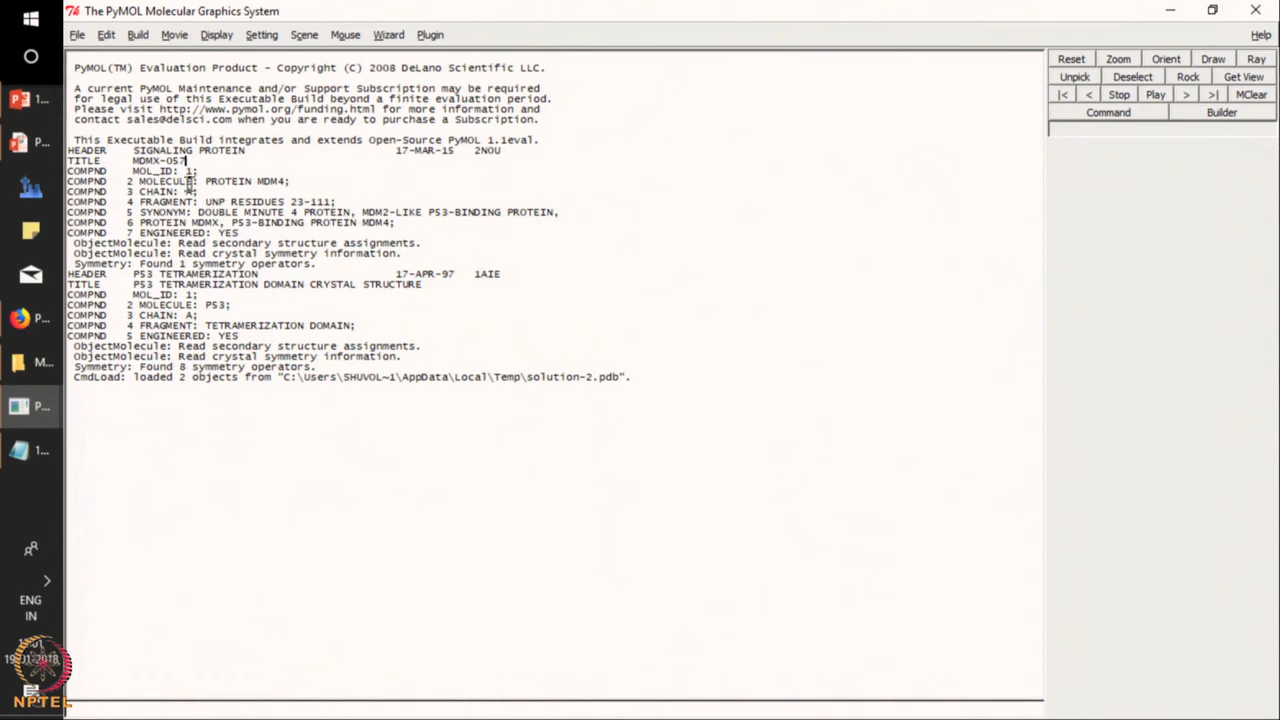 The PyMOL Molecular Graphics System
File Edit Build Movie Display Setting Scene Mouse Wizard Plugin Help
PyMOL(TM) Evaluation Product - Copyright (C) 2008 DeLano Scientific LLC.
A current PyMOL Maintenance and/or Support Subscription may be required
for legal use of this Executable Build beyond a finite evaluation period.
Please visit http://www.pymol.org/funding.html for more information and
contact sales@delsci.com when you are ready to purchase a Subscription.
This Executable Build integrates and extends Open-Source PyMOL 1.1eval.
HEADER SIGNALING PROTEIN 17-MAR-15 2N0U
TITLE MDMX-057
COMPND MOL_ID: 1;
COMPND 2 MOLECULE: PROTEIN MDM4;
COMPND 3 CHAIN: A;
COMPND 4 FRAGMENT: UNP RESIDUES 23-111;
COMPND 5 SYNONYM: DOUBLE MINUTE 4 PROTEIN, MDM2-LIKE P53-BINDING PROTEIN,
COMPND 6 PROTEIN MDMX, P53-BINDING PROTEIN MDM4;
COMPND 7 ENGINEERED: YES
ObjectMolecule: Read secondary structure assignments.
ObjectMolecule: Read crystal symmetry information.
Symmetry: Found 1 symmetry operators.
HEADER P53 TETRAMERIZATION 17-APR-97 1AIE
TITLE P53 TETRAMERIZATION DOMAIN CRYSTAL STRUCTURE
COMPND MOL_ID: 1;
COMPND 2 MOLECULE: P53;
COMPND 3 CHAIN: A;
COMPND 4 FRAGMENT: TETRAMERIZATION DOMAIN;
COMPND 5 ENGINEERED: YES
ObjectMolecule: Read secondary structure assignments.
ObjectMolecule: Read crystal symmetry information.
Symmetry: Found 8 symmetry operators.
CmdLoad: loaded 2 objects from "C:\Users\SHUVOL~1\AppData\Local\Temp\solution-2.pdb".
Reset Zoom Orient Draw Ray
Unpick Deselect Rock Get View
|< < Stop Play > >| MClear
Command Builder
1...
P...
P...
M...
P...
1...
ENG
IN
NPTEL